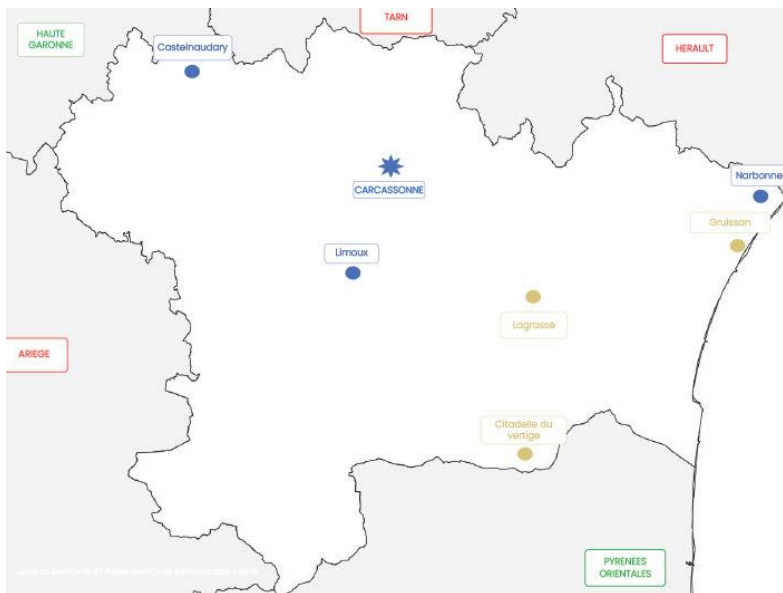 TARN
HAUTE
GARONNE
Castelnaudary
HERAULT
CARCASSONNE
Narbonne
Gruissan
Limoux
Lagrasse
ARIEGE
Citadelle du
vertige
PYRENEES
ORIENTALES